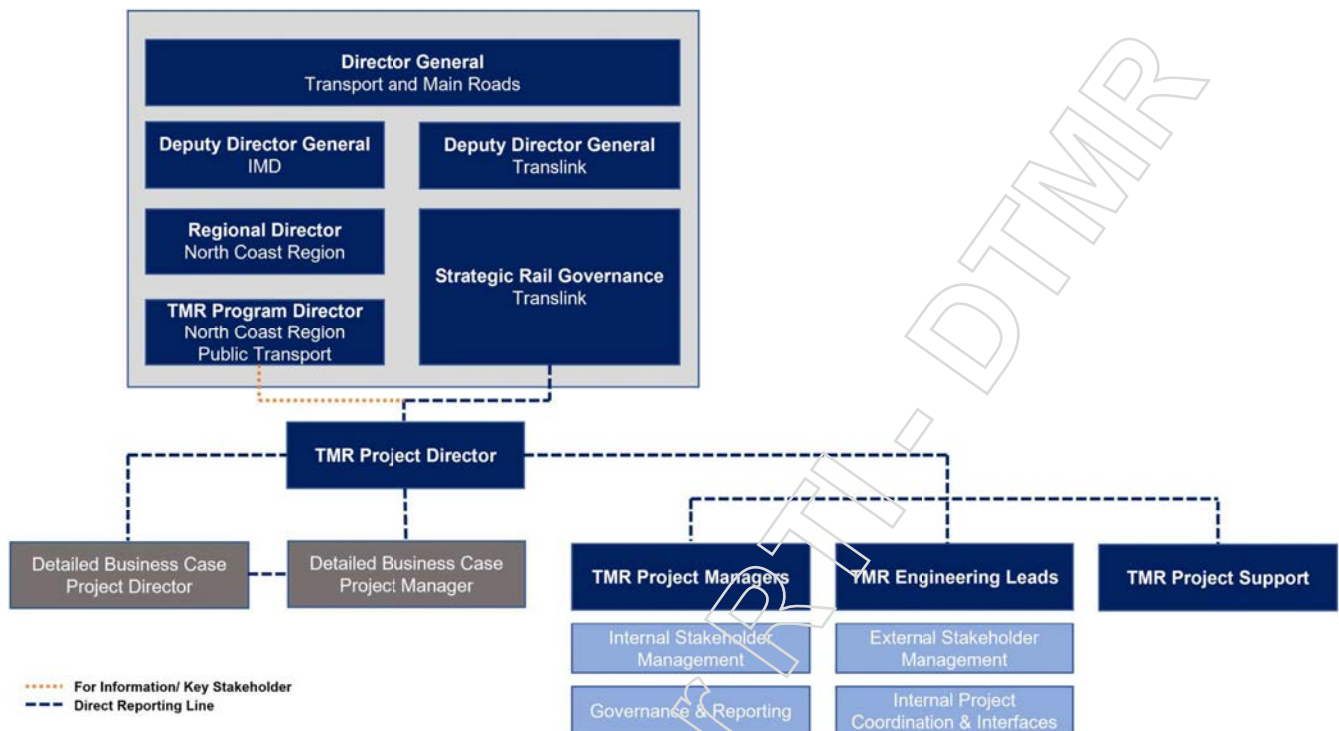 Director General
Transport and Main Roads
Deputy Director General
IMD
Deputy Director General
Translink
Regional Director
North Coast Region
Strategic Rail Governance
Translink
TMR Program Director
North Coast Region
Public Transport
TMR Project Director
Detailed Business Case
Project Director
Detailed Business Case
Project Manager
TMR Project Managers
TMR Engineering Leads
TMR Project Support
Internal Stakeholder
Management
External Stakeholder
Management
Governance & Reporting
Internal Project
Coordination & Interfaces
For Information/ Key Stakeholder
Direct Reporting Line
r RTI - DTMR